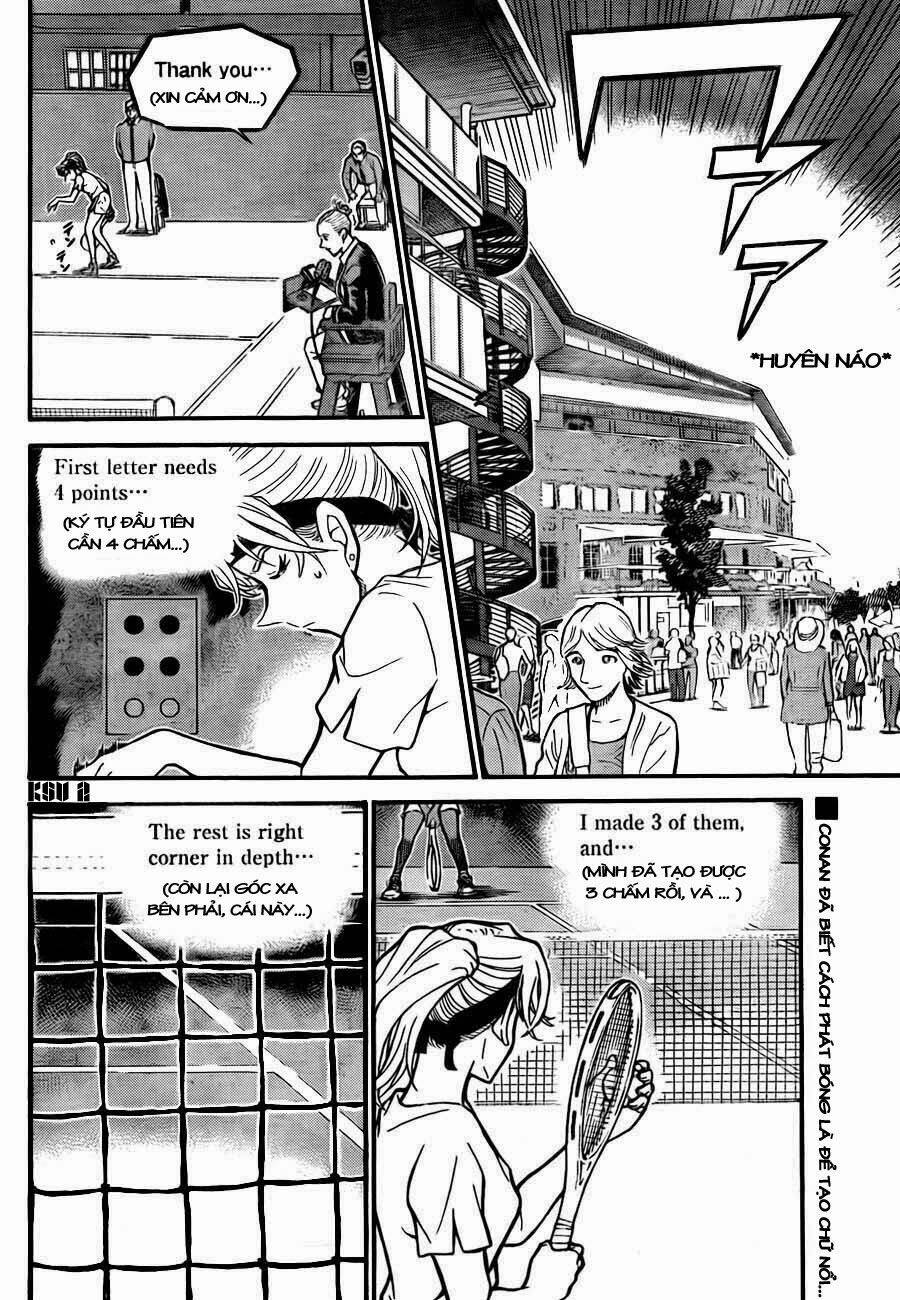 Thank you…
(XIN CẢM ƠN...)
*HUYÊN NÁO*
First letter needs
4 points…
(KÝ TỰ ĐẦU TIÊN
CẦN 4 CHẤM...)
KSV 2
I made 3 of them,
and…
(MÌNH ĐÃ TẠO ĐƯỢC
3 CHẤM RỒI, VÀ ... )
The rest is right
corner in depth…
(CÒN LẠI GÓC XA
BÊN PHẢI, CÁI NÀY...)
CONAN ĐÃ BIẾT CÁCH PHÁT BÓNG LÀ ĐỂ TẠO CHỮ NỔI...